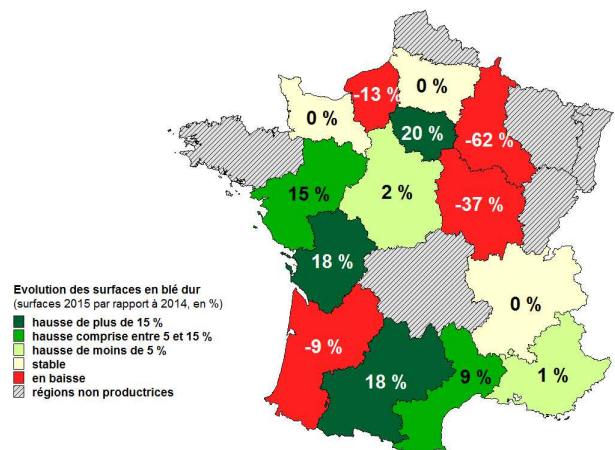 0 %
-13 %
0 %
20 %
-62 %
15 %
2 %
-37 %
18 %
0 %
-9 %
18 %
9 %
1 %
Evolution des surfaces en blé dur
(surfaces 2015 par rapport à 2014, en %)
hausse de plus de 15 %
hausse comprise entre 5 et 15 %
hausse de moins de 5 %
stable
en baisse
régions non productrices